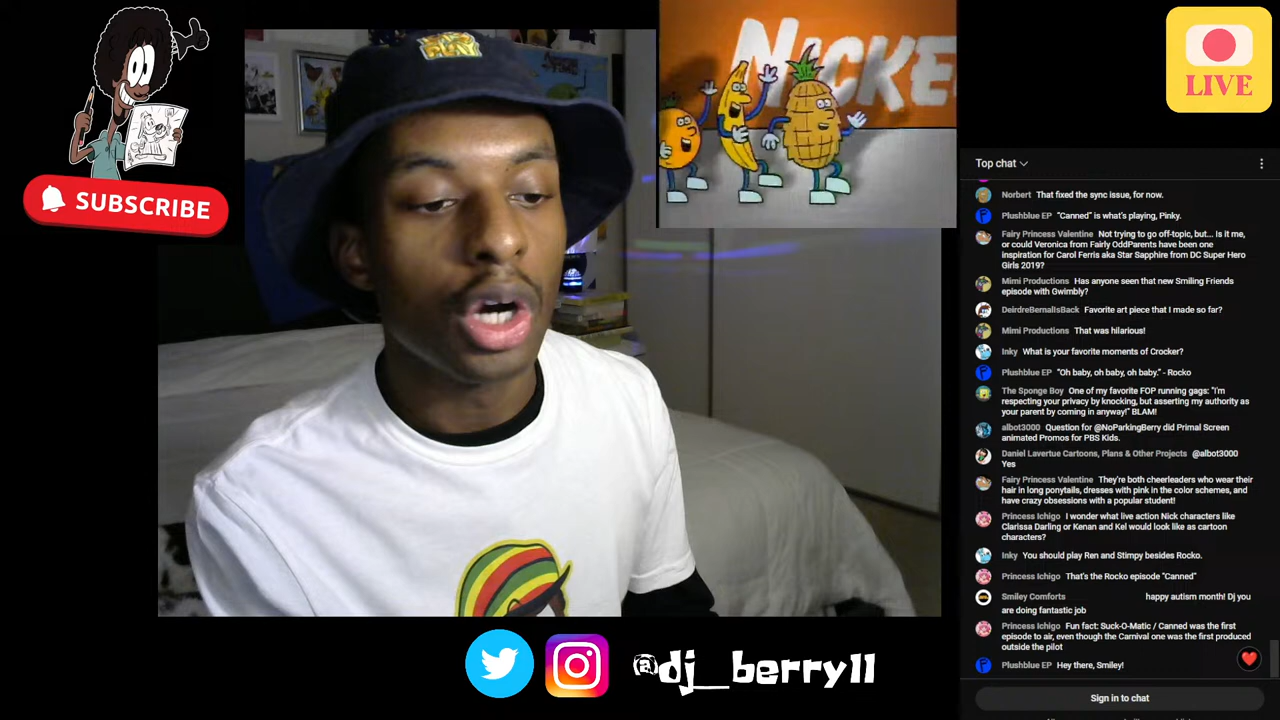 NICKE
LIVE
SUBSCRIBE
Top chat
Norbert That fixed the sync issue, for now.
Plushblue EP "Canned" is what's playing, Pinky.
Fairy Princess Valentine Not trying to go off-topic, but... Is it me,
or could Veronica from Fairly OddParents have been one
inspiration for Carol Ferris aka Star Sapphire from DC Super Hero
Girls 2019?
Mimi Productions Has anyone seen that new Smiling Friends
episode with Gwimbly?
DeirdreBemalIsBack Favorite art piece that I made so far?
Mimi Productions That was hilarious!
Inky What is your favorite moments of Crocker?
Plushblue EP "Oh baby, oh baby, oh baby." - Rocko
The Sponge Boy One of my favorite FOP running gags: "I'm
respecting your privacy by knocking, but asserting my authority as
your parent by coming in anyway!" BLAM!
albot3000 Question for @NoParkingBerry did Primal Screen
animated Promos for PBS Kids.
Daniel Lavertue Cartoons, Plans & Other Projects @albot3000
Yes
Fairy Princess Valentine They're both cheerleaders who wear their
hair in long ponytails, dresses with pink in the color schemes, and
have crazy obsessions with a popular student!
Princess Ichigo I wonder what live action Nick characters like
Clarissa Darling or Kenan and Kel would look like as cartoon
characters?
Inky You should play Ren and Stimpy besides Rocko.
Princess Ichigo That's the Rocko episode "Canned"
Smiley Comforts happy autism month! Dj you
are doing fantastic job
Princess Ichigo Fun fact: Suck-O-Matic / Canned was the first
episode to air, even though the Carnival one was the first produced
outside the pilot
Plushblue EP Hey there, Smiley!
Sign in to chat
@dj_berry11